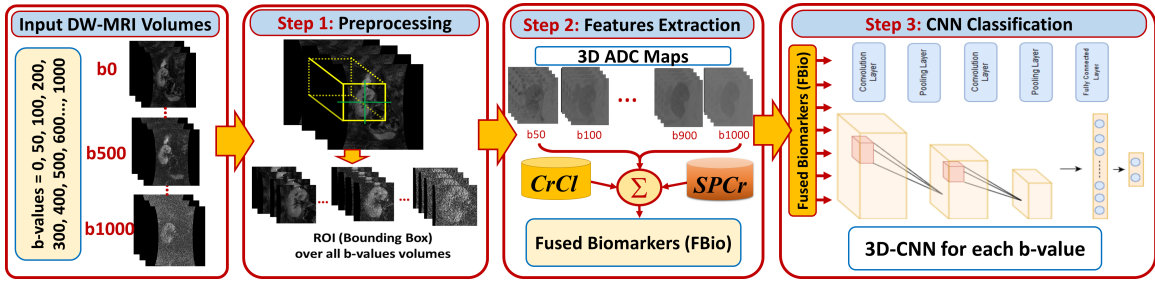 Input DW-MRI Volumes
b-values = 0, 50, 100, 200,
300, 400, 500, 600..., 1000
b0
b500
b1000
Step 1: Preprocessing
...
...
ROI (Bounding Box)
over all b-values volumes
Step 2: Features Extraction
3D ADC Maps
...
b50
b100
b900
b1000
CrCl
Σ
SPCr
Fused Biomarkers (FBio)
Step 3: CNN Classification
Fused Biomarkers (FBio)
Convolution
Layer
Pooling Layer
Convolution
Layer
Pooling Layer
Fully Connected
Layer
3D-CNN for each b-value